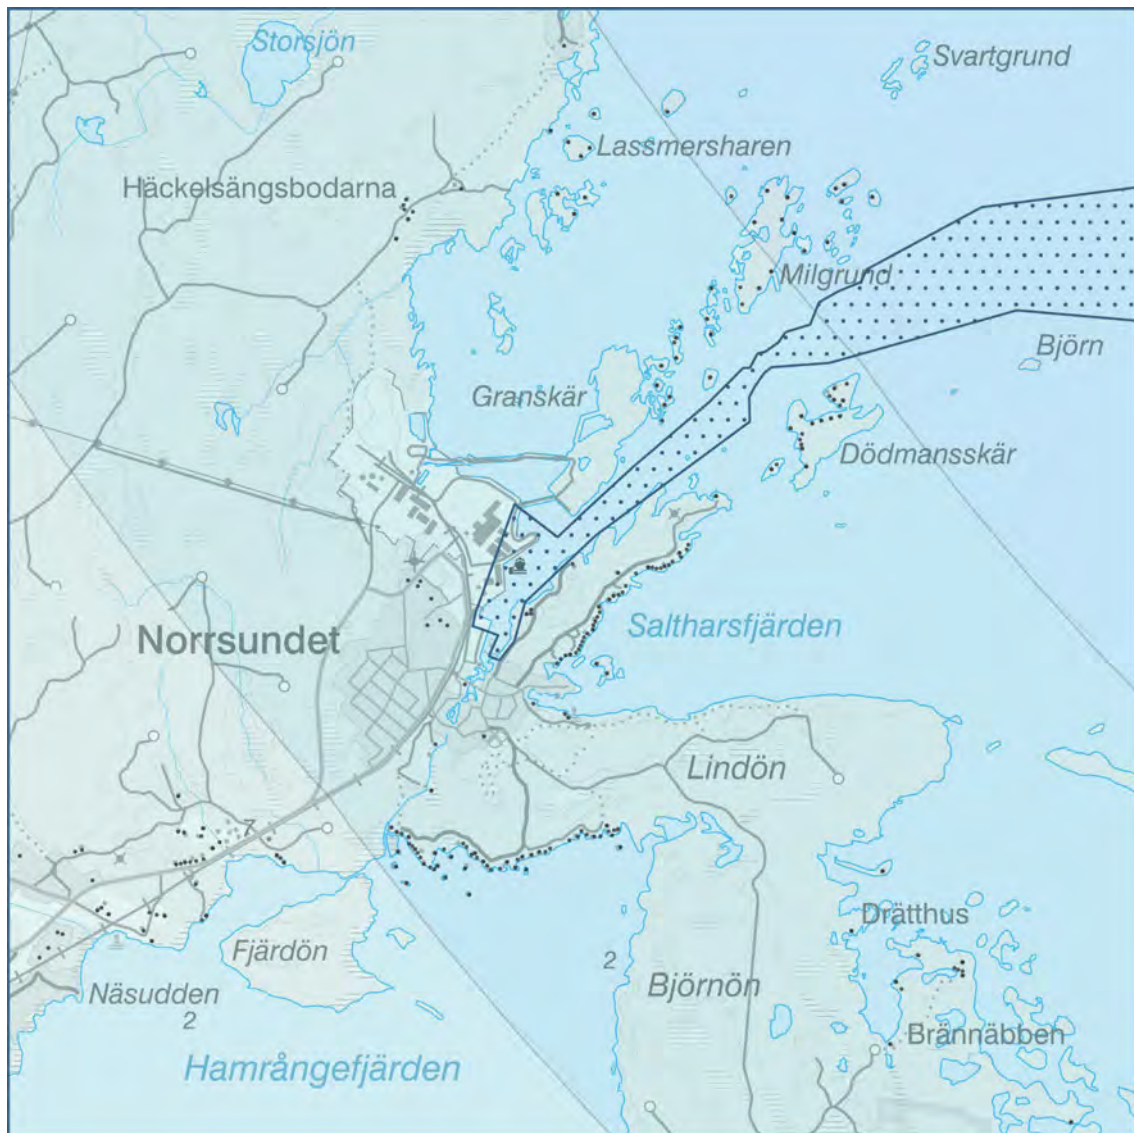 Storsjön
Svartgrund
Lassmersharen
Häckelsängsbodarna
Milgrund
Björn
Granskär
Dödmansskär
Saltharsfjärden
Norrsundet
Lindön
7
Drätthus
Fjärdön
2
Björnön
Näsudden
2
Brännäbben
Hamrångefjärden